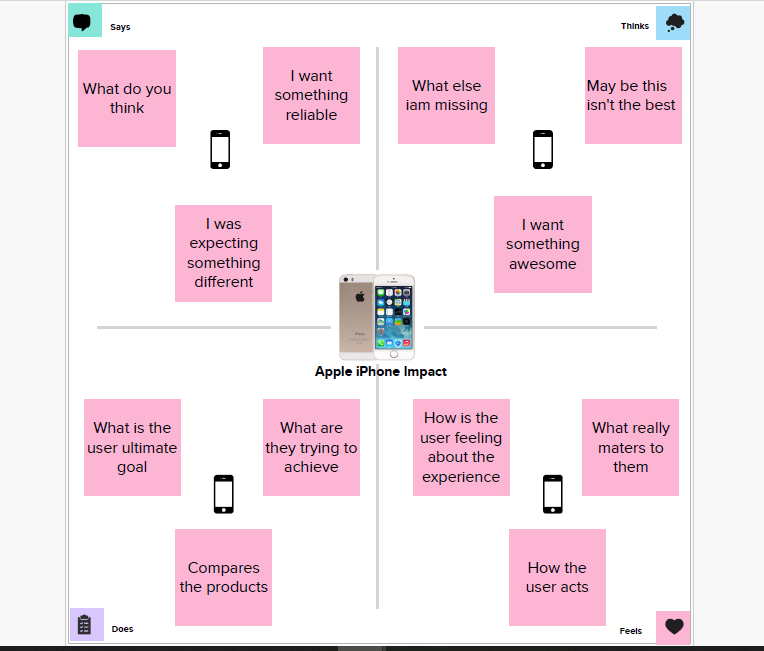 Says
Thinks
What do you
think
I want
something
reliable
What else
iam missing
May be this
isn't the best
I was
expecting
something
different
I want
something
awesome
Apple iPhone Impact
What is the
user ultimate
goal
What are
they trying to
achieve
How is the
user feeling
about the
experience
What really
maters to
them
Compares
the products
How the
user acts
Does
Feels